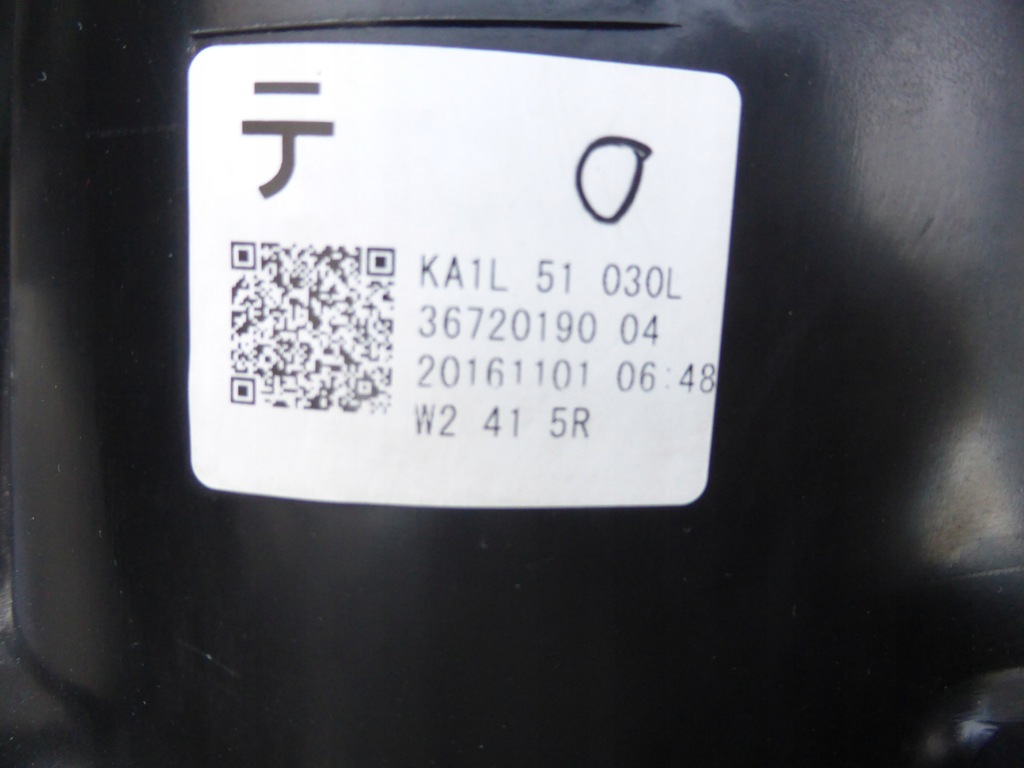 テ
KA1L 51 030L
36720190 04
20161101 06:48
W2 41 5R